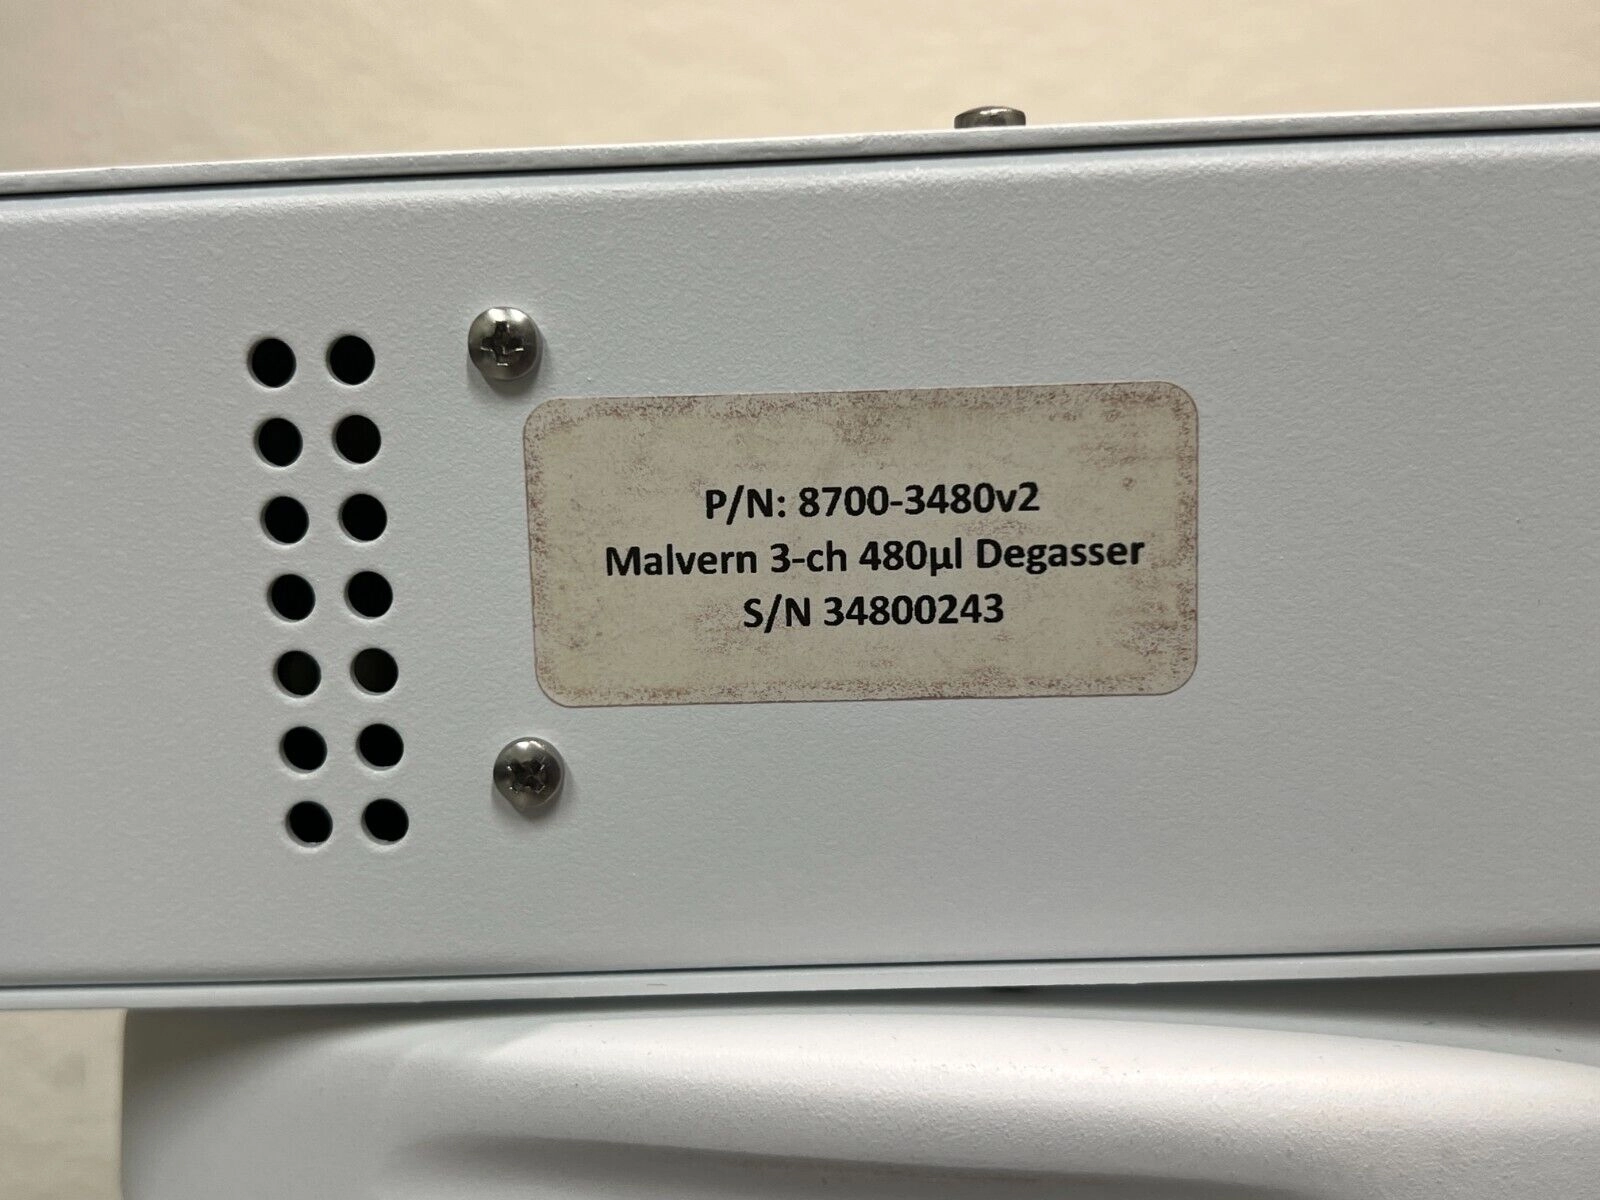 P/N: 8700-3480v2
Malvern 3-ch 480µl Degasser
S/N 34800243